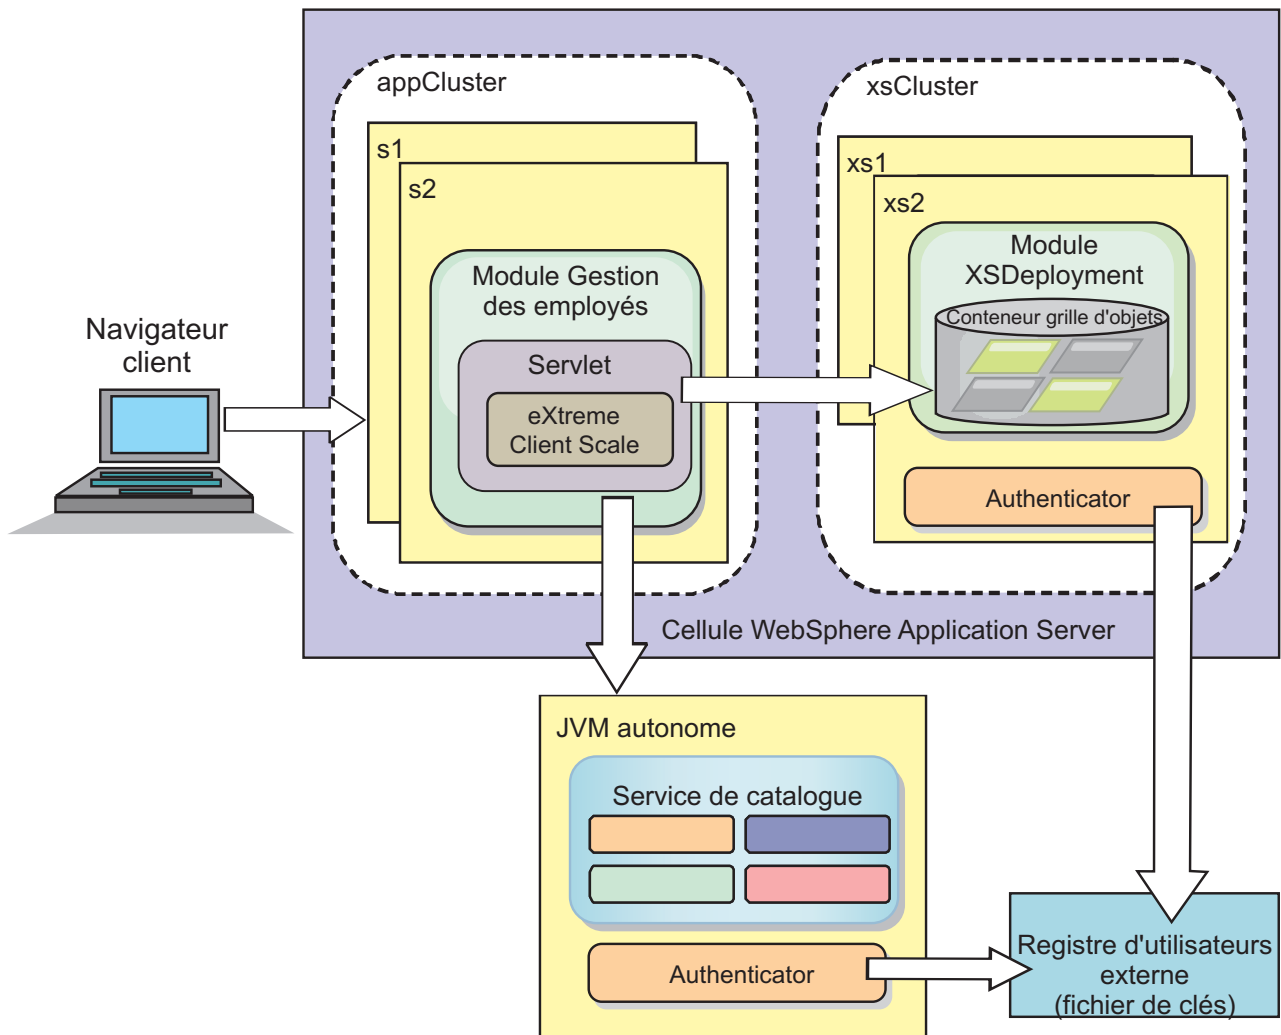 appCluster
xsCluster
s1
s2
xs1
xs2
Module Gestion
des employés
Servlet
eXtreme
Client Scale
Module
XSDeployment
Conteneur grille d'objets
Authenticator
Navigateur
client
Cellule WebSphere Application Server
JVM autonome
Service de catalogue
Authenticator
Registre d'utilisateurs
externe
(fichier de clés)